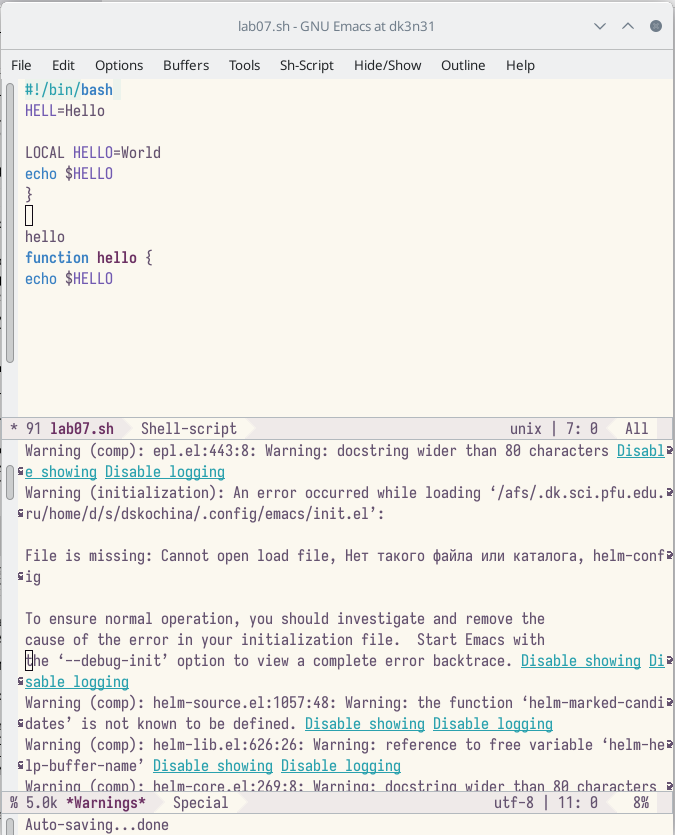 lab07.sh - GNU Emacs at dk3n31
File Edit Options Buffers Tools Sh-Script Hide/Show Outline Help
#!/bin/bash
HELL=Hello
LOCAL HELLO=World
echo $HELLO
}
hello
function hello {
echo $HELLO
* 91 lab07.sh Shell-script unix | 7: 0 All
Warning (comp): epl.el:443:8: Warning: docstring wider than 80 characters Disabl
e showing Disable logging
Warning (initialization): An error occurred while loading ‘/afs/.dk.sci.pfu.edu.
ru/home/d/s/dskochina/.config/emacs/init.el’:
File is missing: Cannot open load file, Нет такого файла или каталога, helm-conf
ig
To ensure normal operation, you should investigate and remove the
cause of the error in your initialization file.  Start Emacs with
the ‘--debug-init’ option to view a complete error backtrace. Disable showing Di
sable logging
Warning (comp): helm-source.el:1057:48: Warning: the function ‘helm-marked-candi
dates’ is not known to be defined. Disable showing Disable logging
Warning (comp): helm-lib.el:626:26: Warning: reference to free variable ‘helm-he
lp-buffer-name’ Disable showing Disable logging
Warning (comp): helm-core.el:269:8: Warning: docstring wider than 80 characters
% 5.0k *Warnings* Special utf-8 | 11: 0 8%
Auto-saving...done